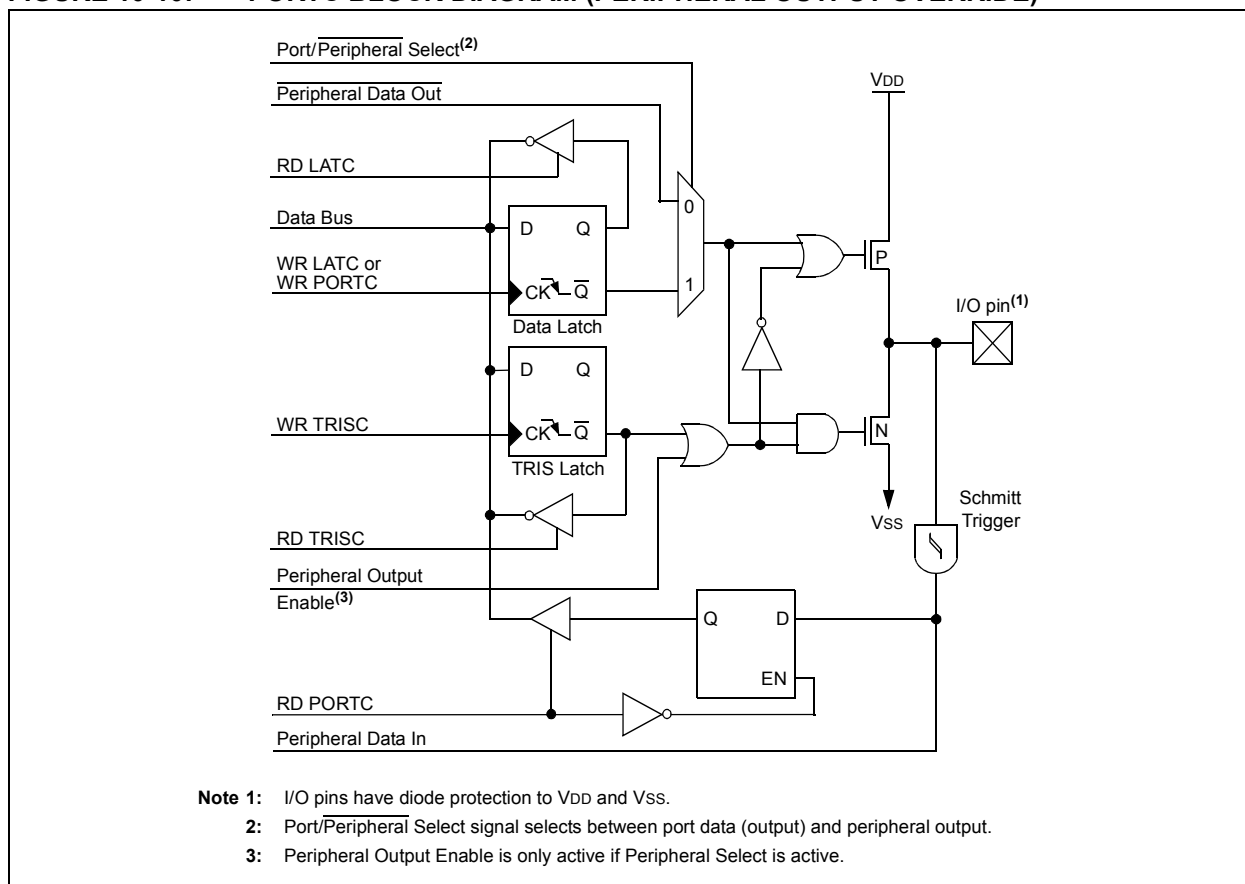 Port/Peripheral Select(2)
Peripheral Data Out
VDD
RD LATC
Data Bus
WR LATC or
WR PORTC
D Q
CK Q
Data Latch
0
1
P
I/O pin(1)
D Q
WR TRISC
CK Q
TRIS Latch
N
VSS
Schmitt
Trigger
RD TRISC
Peripheral Output
Enable(3)
Q D
EN
RD PORTC
Peripheral Data In
Note 1: I/O pins have diode protection to VDD and VSS.
2: Port/Peripheral Select signal selects between port data (output) and peripheral output.
3: Peripheral Output Enable is only active if Peripheral Select is active.